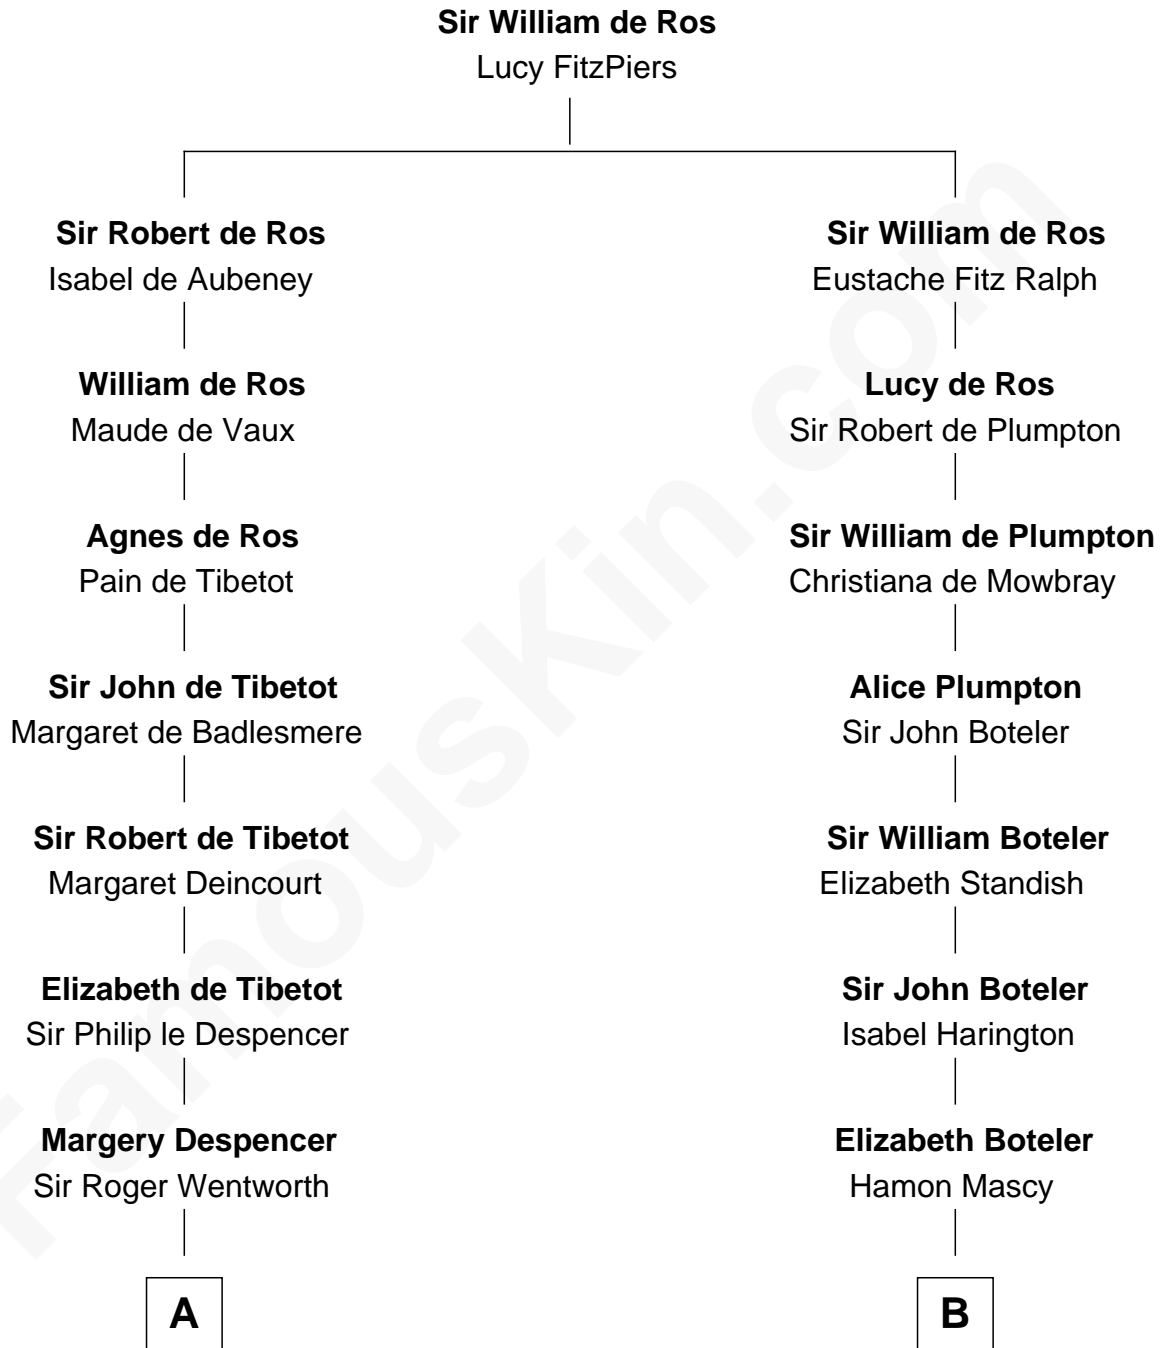 Sir William de Ros
Lucy FitzPiers
Sir Robert de Ros
Isabel de Aubeney
Sir William de Ros
Eustache Fitz Ralph
William de Ros
Maude de Vaux
Lucy de Ros
Sir Robert de Plumpton
Agnes de Ros
Pain de Tibetot
Sir William de Plumpton
Christiana de Mowbray
Sir John de Tibetot
Margaret de Badlesmere
Alice Plumpton
Sir John Boteler
Sir Robert de Tibetot
Margaret Deincourt
Sir William Boteler
Elizabeth Standish
Elizabeth de Tibetot
Sir Philip le Despencer
Sir John Boteler
Isabel Harington
Margery Despencer
Sir Roger Wentworth
Elizabeth Boteler
Hamon Mascy
A
B
FamousKin.com